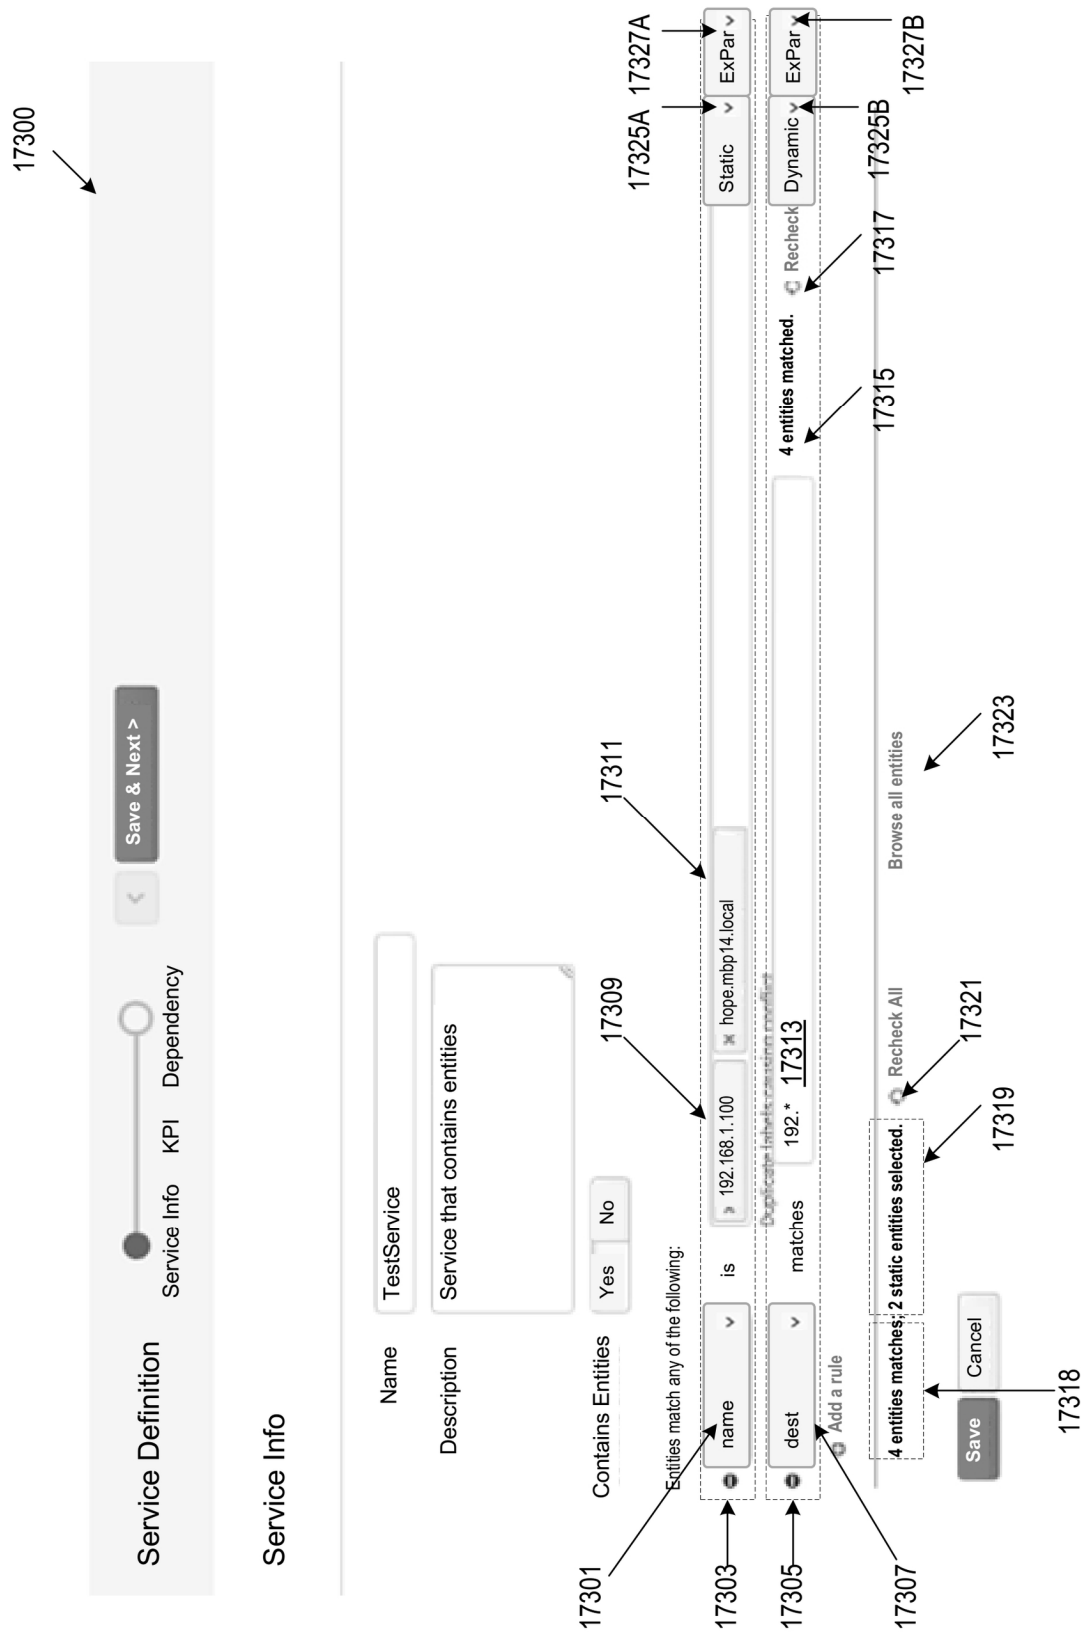 17300
Service Definition
Service Info KPI Dependency
<
Save & Next >
Service Info
Name
TestService
Description
Service that contains entities
Contains Entities
Yes No
17301
17309
17311
17325A
17327A
Entities match any of the following:
17303
name
is
192.168.1.100
hope.mbp14.local
Static
ExPar
Duplicate labels causing conflict
17305
dest
matches
192.*
17313
4 entities matched.
Recheck
Dynamic
ExPar
Add a rule
17307
17315
17317
17325B
17327B
4 entities matches; 2 static entities selected.
Recheck All
Browse all entities
Save
Cancel
17318
17319
17321
17323